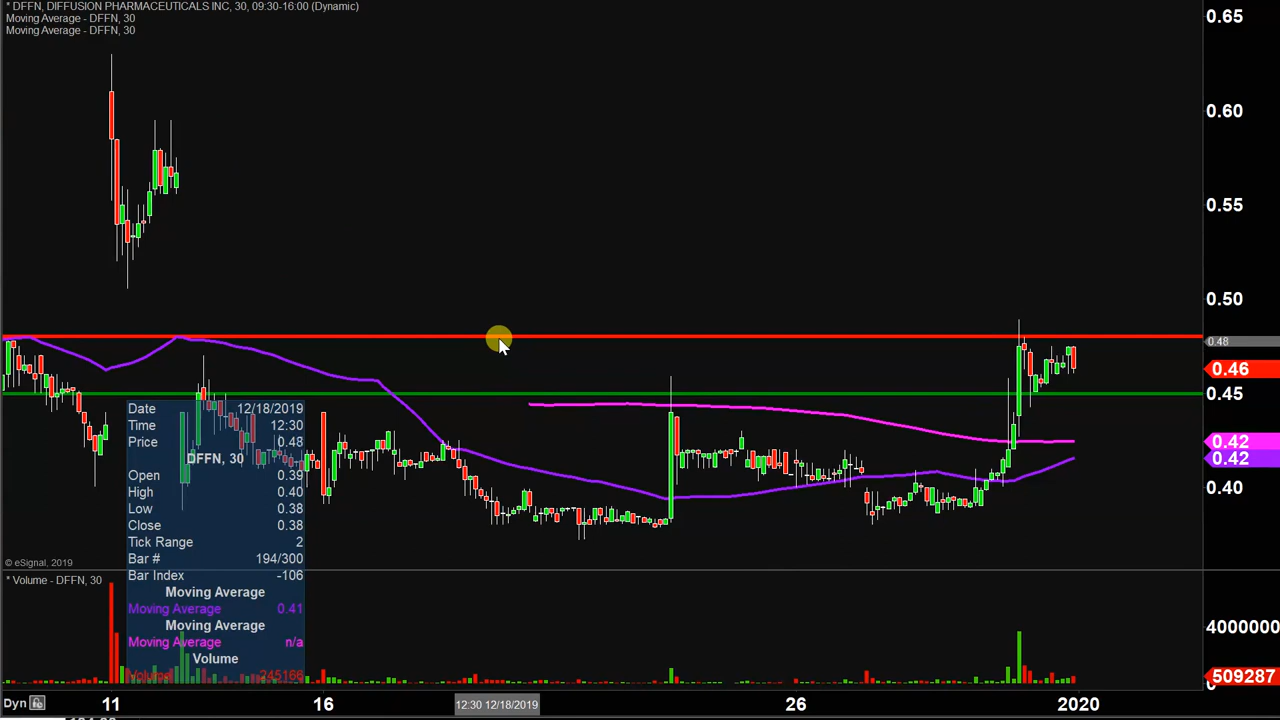 * DFFN, DIFFUSION PHARMACEUTICALS INC, 30, 09:30-16:00 (Dynamic)
Moving Average - DFFN, 30
Moving Average - DFFN, 30
0.65
0.60
0.55
0.50
0.48
0.46
0.45
0.42
0.42
0.40
Date 12/18/2019
Time 12:30
Price 0.48
DFFN, 30
Open 0.39
High 0.40
Low 0.38
Close 0.38
Tick Range 2
Bar # 194/300
Bar Index -106
Moving Average
Moving Average 0.41
Moving Average
Moving Average n/a
Volume
Volume 245166
© eSignal, 2019
* Volume - DFFN, 30
4000000
509287
0
Dyn 11 16 12:30 12/18/2019 26 2020